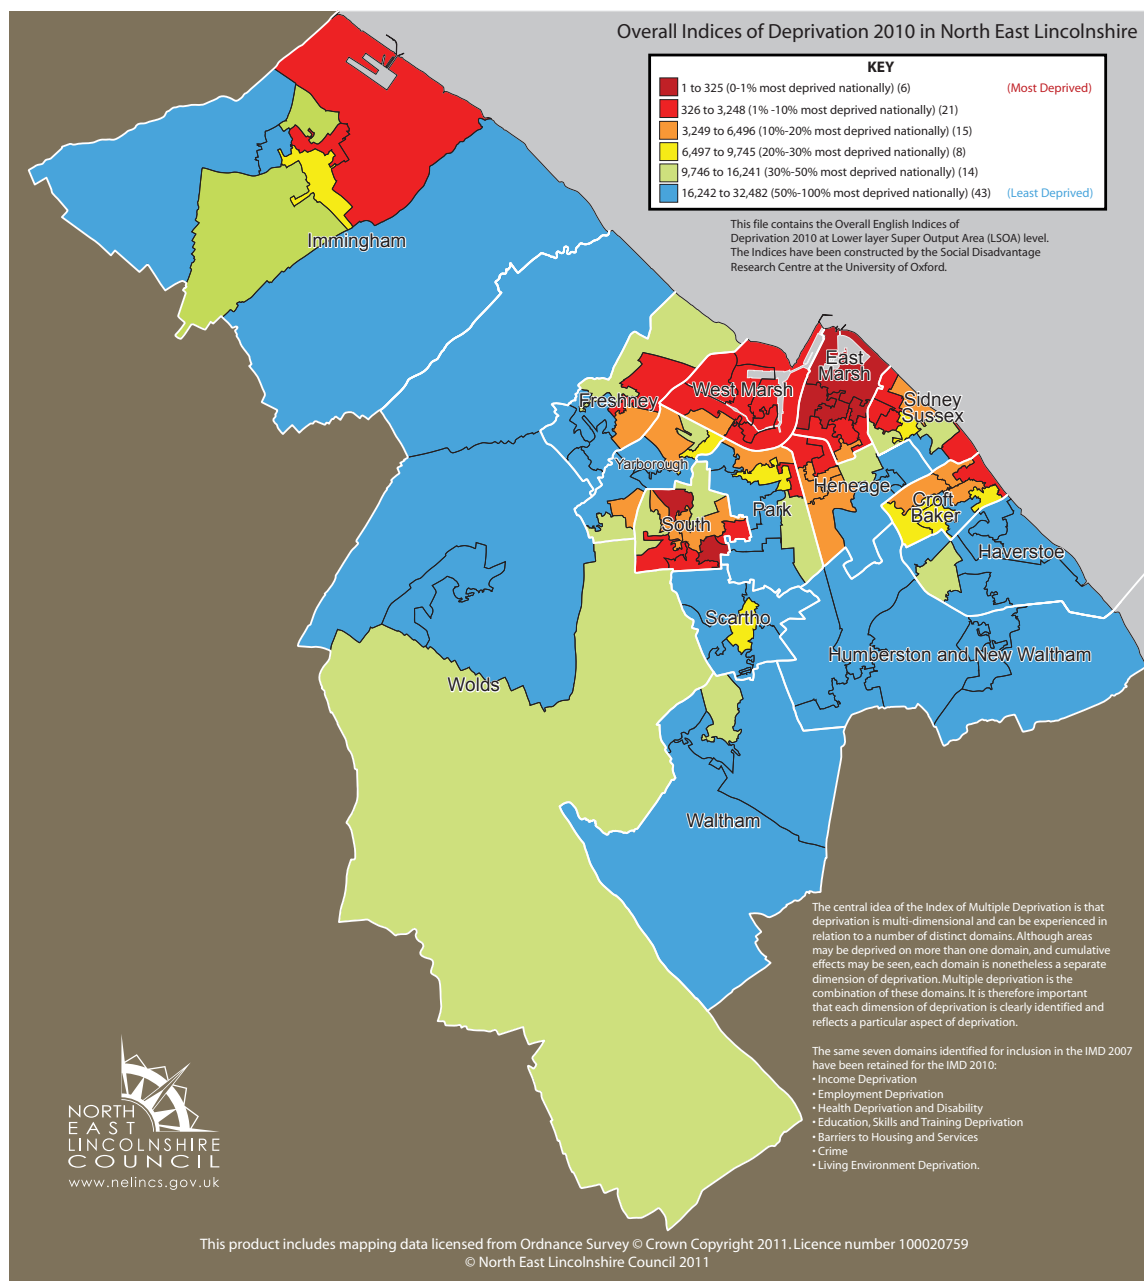 Overall Indices of Deprivation 2010 in North East Lincolnshire
KEY
1 to 325 (0-1% most deprived nationally) (6) (Most Deprived)
326 to 3,248 (1% -10% most deprived nationally) (21)
3,249 to 6,496 (10%-20% most deprived nationally) (15)
6,497 to 9,745 (20%-30% most deprived nationally) (8)
9,746 to 16,241 (30%-50% most deprived nationally) (14)
16,242 to 32,482 (50%-100% most deprived nationally) (43) (Least Deprived)
This file contains the Overall English Indices of
Deprivation 2010 at Lower layer Super Output Area (LSOA) level.
The Indices have been constructed by the Social Disadvantage
Research Centre at the University of Oxford.
Immingham
East
Marsh
West Marsh
Freshney
Sidney
Sussex
Yarborough
Heneage
Park
Croft
Baker
South
Haverstoe
Scartho
Humberston and New Waltham
Wolds
Waltham
The central idea of the Index of Multiple Deprivation is that
deprivation is multi-dimensional and can be experienced in
relation to a number of distinct domains. Although areas
may be deprived on more than one domain, and cumulative
effects may be seen, each domain is nonetheless a separate
dimension of deprivation. Multiple deprivation is the
combination of these domains. It is therefore important
that each dimension of deprivation is clearly identified and
reflects a particular aspect of deprivation.
The same seven domains identified for inclusion in the IMD 2007
have been retained for the IMD 2010:
• Income Deprivation
• Employment Deprivation
• Health Deprivation and Disability
• Education, Skills and Training Deprivation
• Barriers to Housing and Services
• Crime
• Living Environment Deprivation.
NORTH
EAST
LINCOLNSHIRE
COUNCIL
www.nelincs.gov.uk
This product includes mapping data licensed from Ordnance Survey © Crown Copyright 2011. Licence number 100020759
© North East Lincolnshire Council 2011